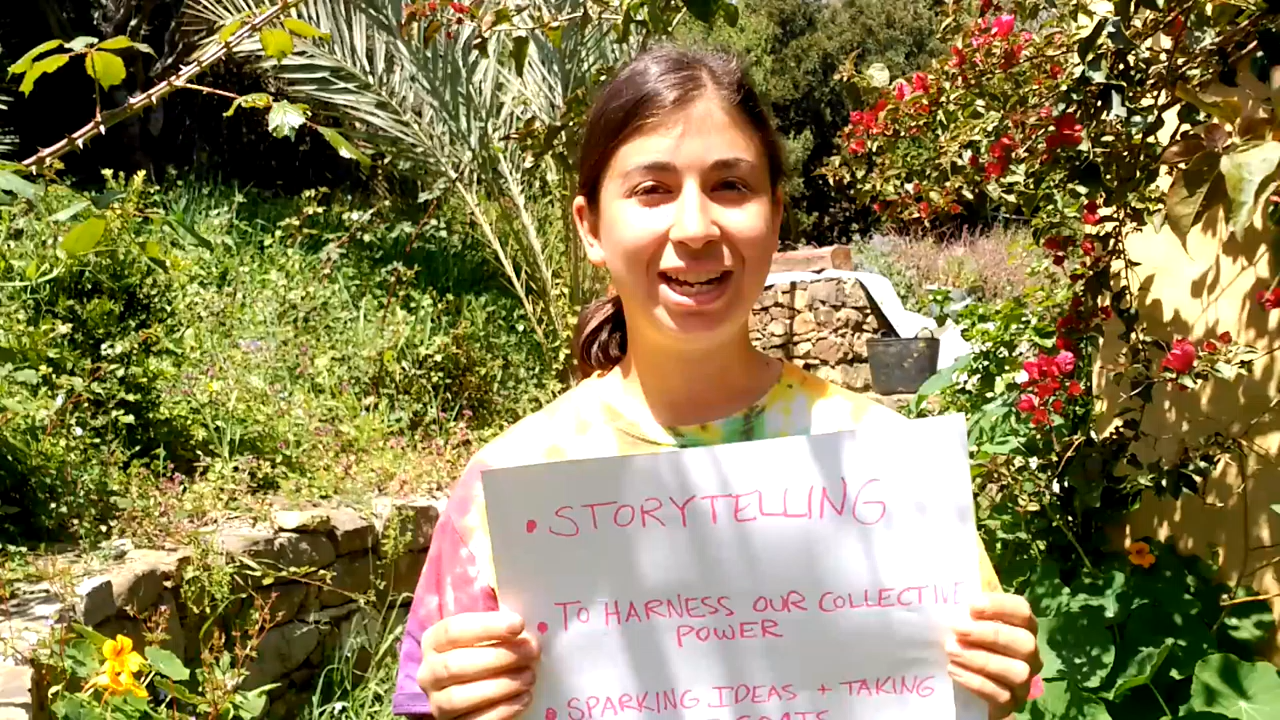 • STORYTELLING
• TO HARNESS OUR COLLECTIVE
POWER
• SPARKING IDEAS + TAKING